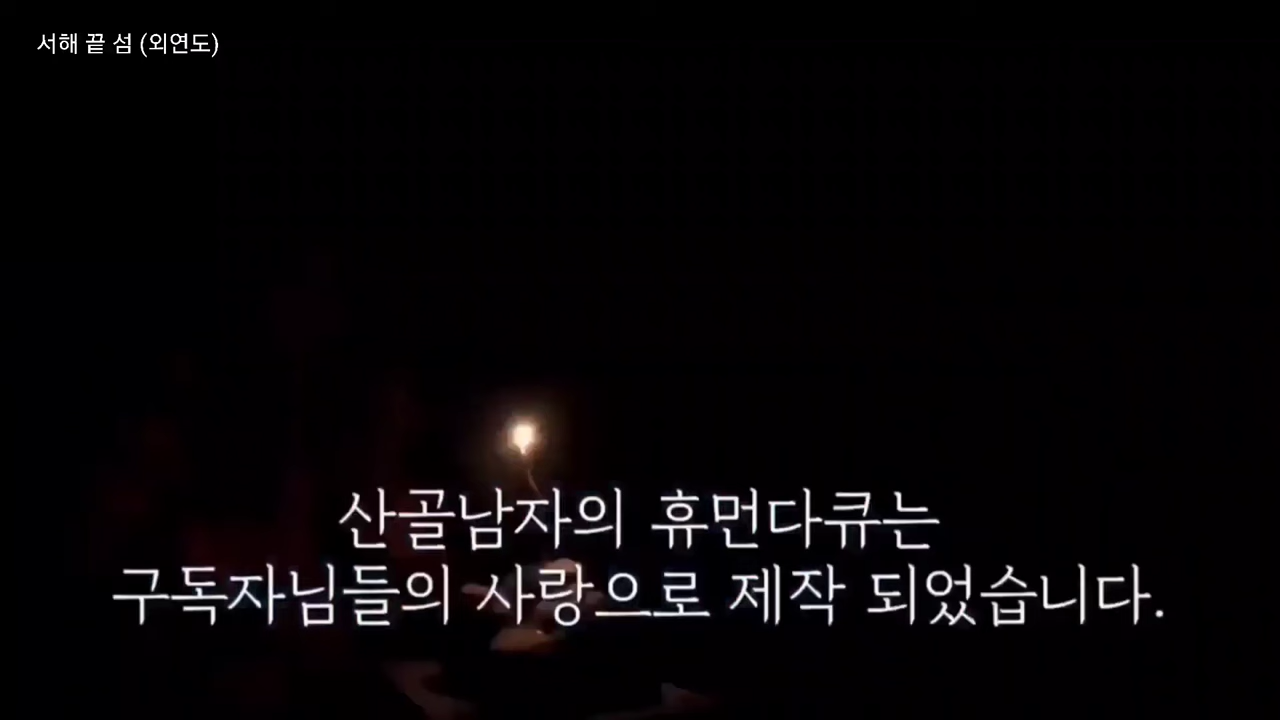 서해 끝 섬 (외연도)
산골남자의 휴먼다큐는
구독자님들의 사랑으로 제작 되었습니다.